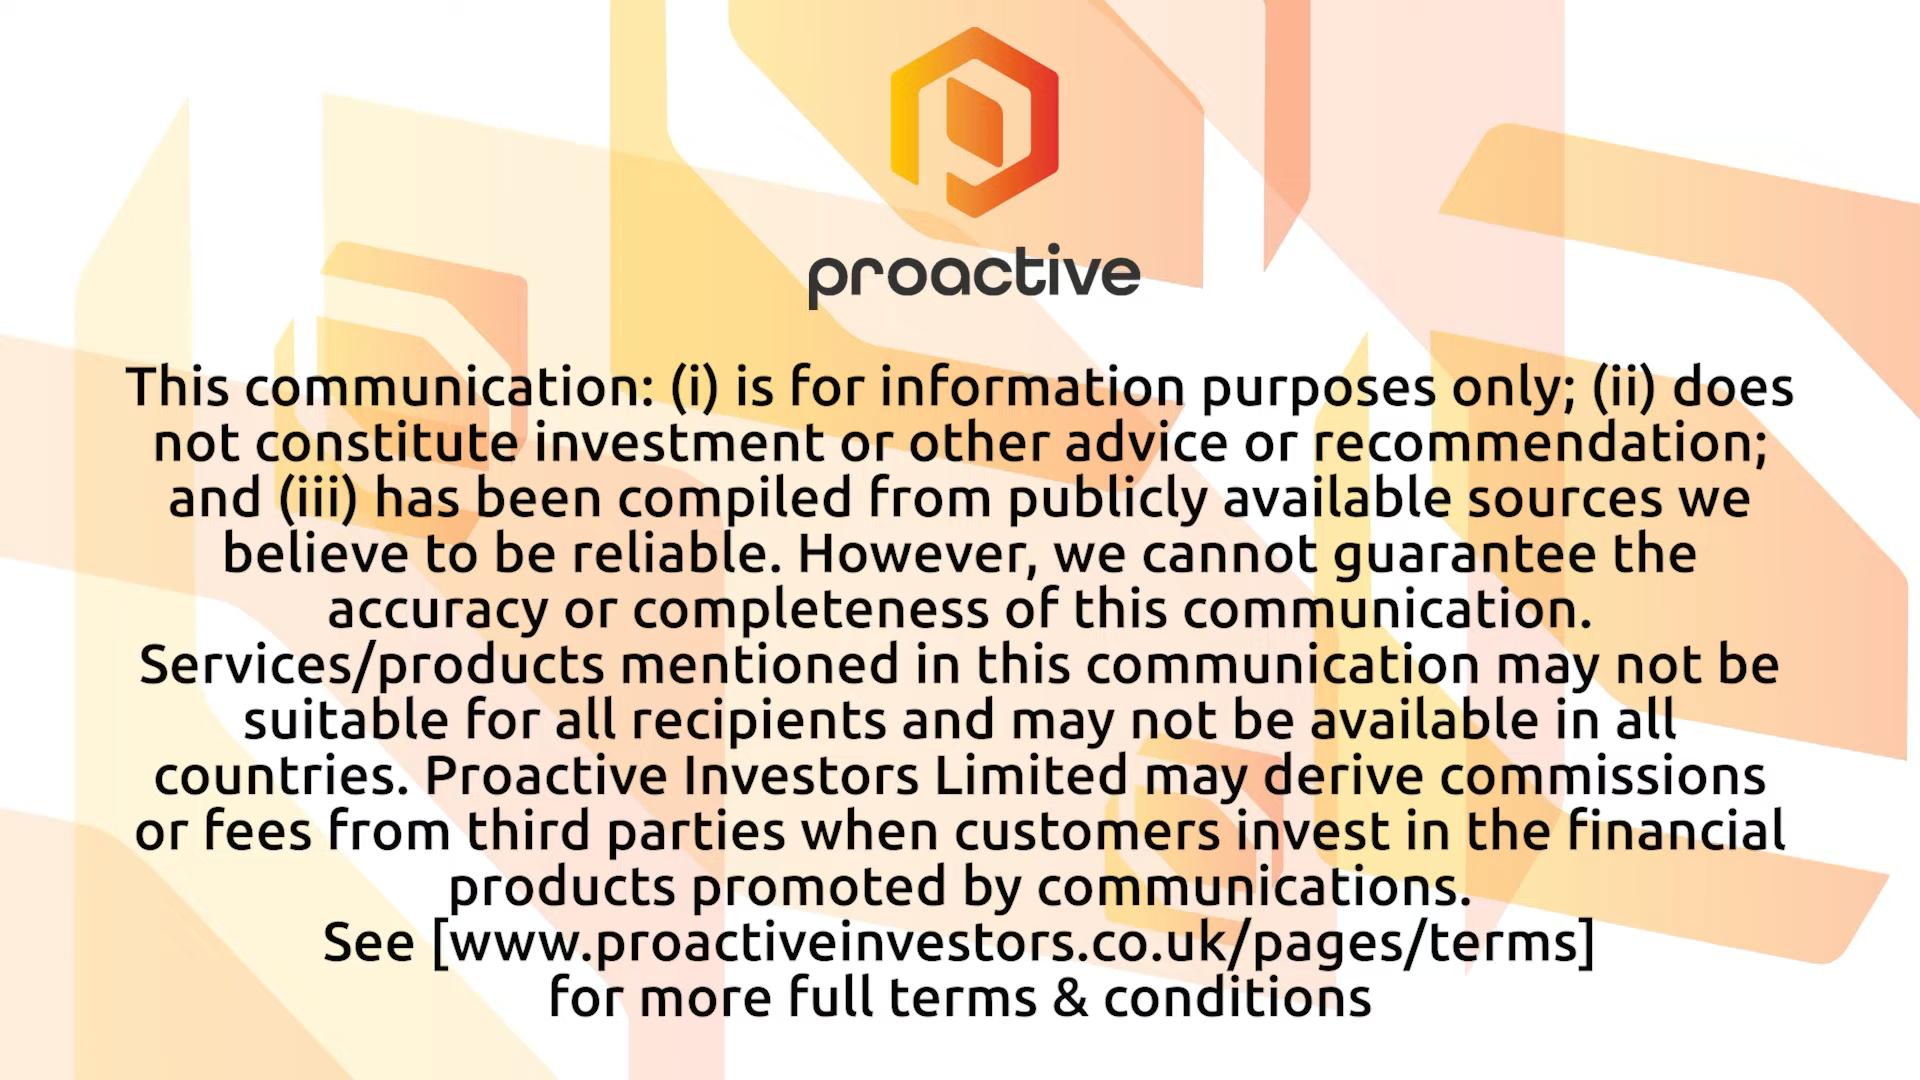 proactive
This communication: (i) is for information purposes only; (ii) does
not constitute investment or other advice or recommendation;
and (iii) has been compiled from publicly available sources we
believe to be reliable. However, we cannot guarantee the
accuracy or completeness of this communication.
Services/products mentioned in this communication may not be
suitable for all recipients and may not be available in all
countries. Proactive Investors Limited may derive commissions
or fees from third parties when customers invest in the financial
products promoted by communications.
See [www.proactiveinvestors.co.uk/pages/terms]
for more full terms & conditions